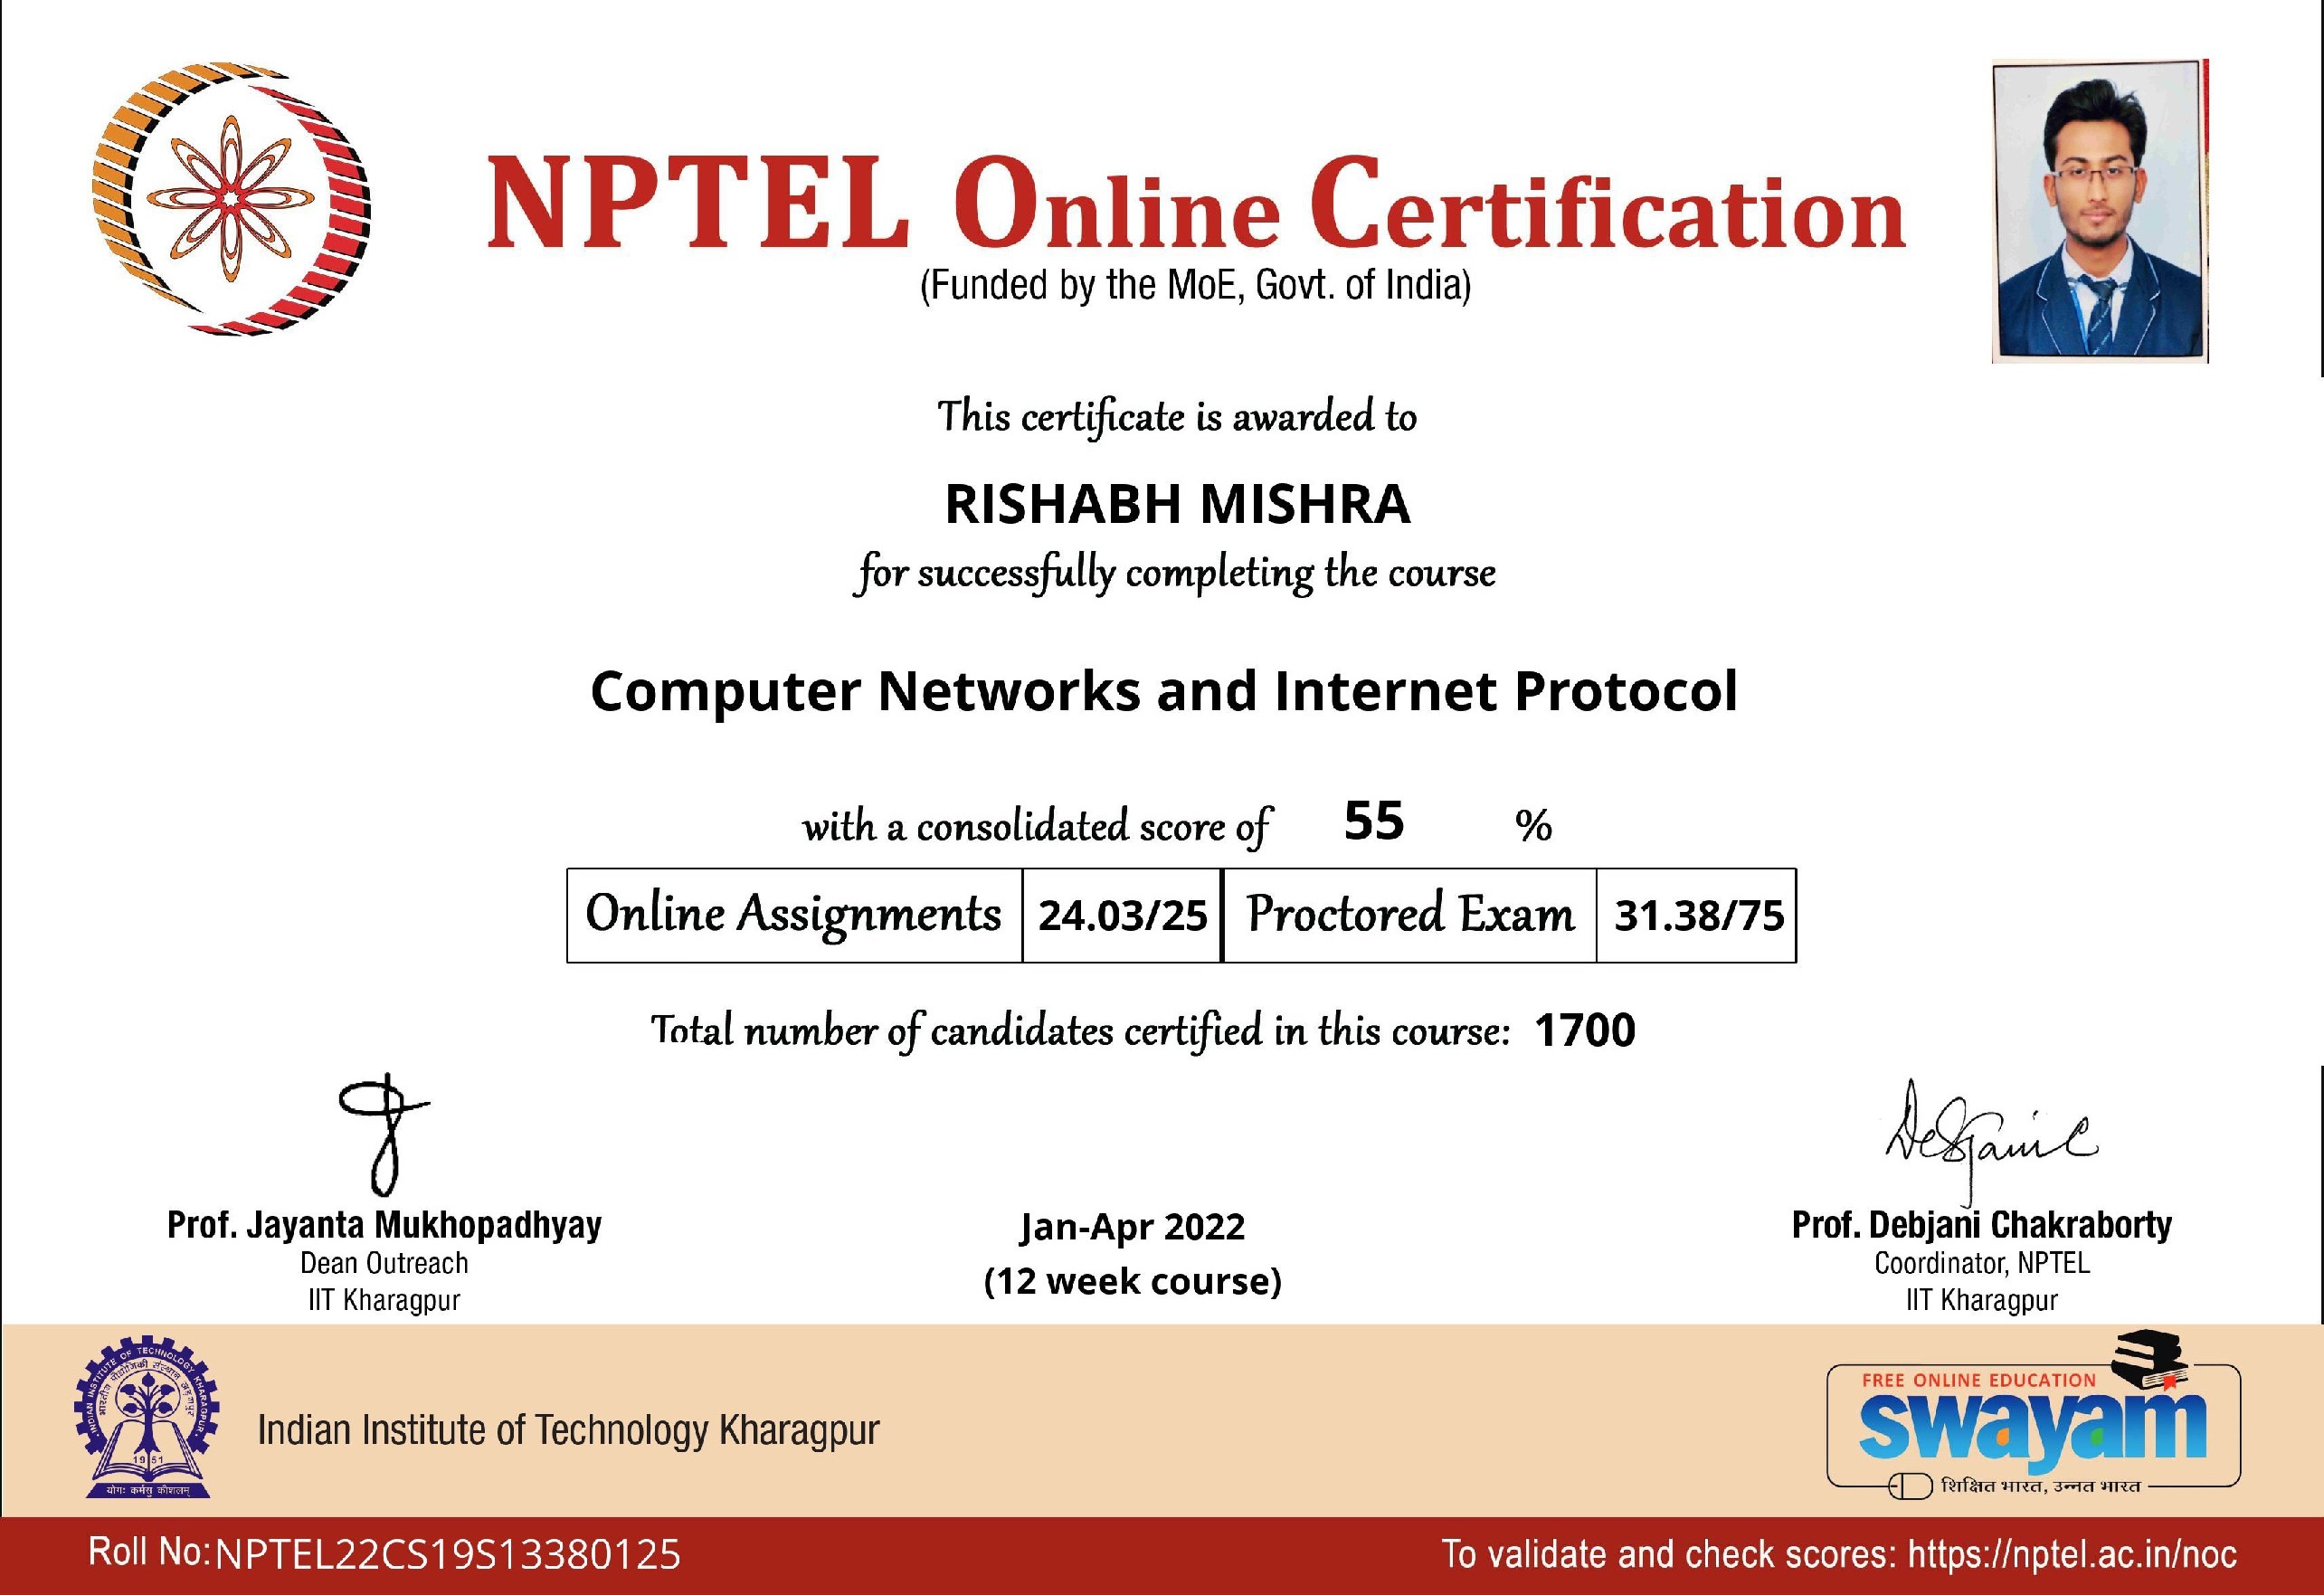 NPTEL Online Certification
(Funded by the MoE, Govt. of India)
This certificate is awarded to
RISHABH MISHRA
for successfully completing the course
Computer Networks and Internet Protocol
with a consolidated score of 55 %
Online Assignments 24.03/25 Proctored Exam 31.38/75
Total number of candidates certified in this course: 1700
Debjani C
Prof. Jayanta Mukhopadhyay
Dean Outreach
IIT Kharagpur
Jan-Apr 2022
(12 week course)
Prof. Debjani Chakraborty
Coordinator, NPTEL
IIT Kharagpur
INDIAN INSTITUTE OF TECHNOLOGY KHARAGPUR
भारतीय प्रौद्योगिकी संस्थान खड़गपुर
1951
योगः कर्मसु कौशलम्
Indian Institute of Technology Kharagpur
FREE ONLINE EDUCATION
swayam
शिक्षित भारत, उन्नत भारत
Roll No:NPTEL22CS19S13380125
To validate and check scores: https://nptel.ac.in/noc